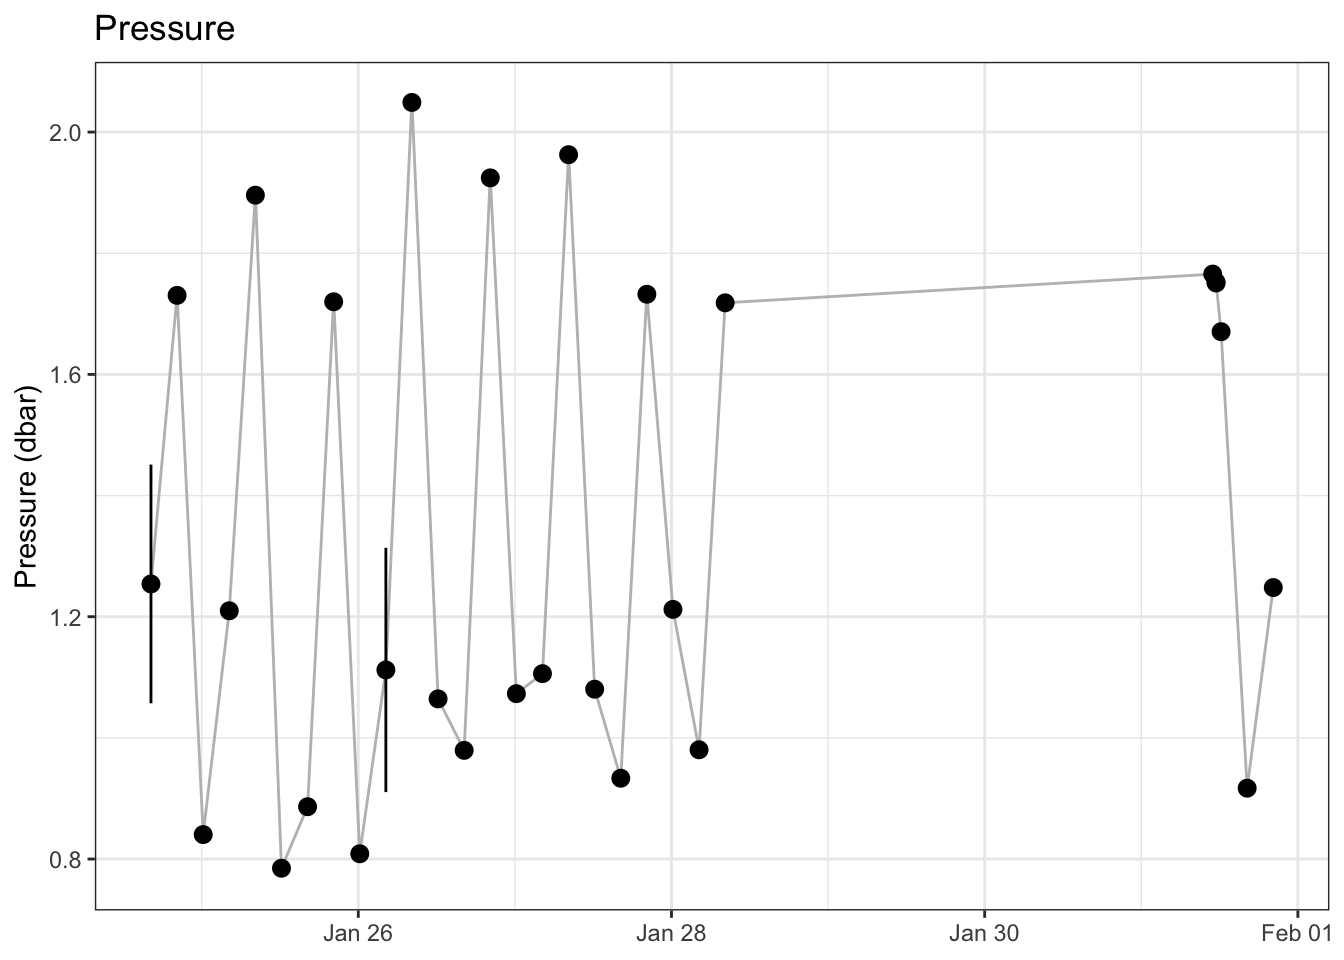 Pressure
Pressure (dbar)
2.0
1.6
1.2
0.8
Jan 26
Jan 28
Jan 30
Feb 01